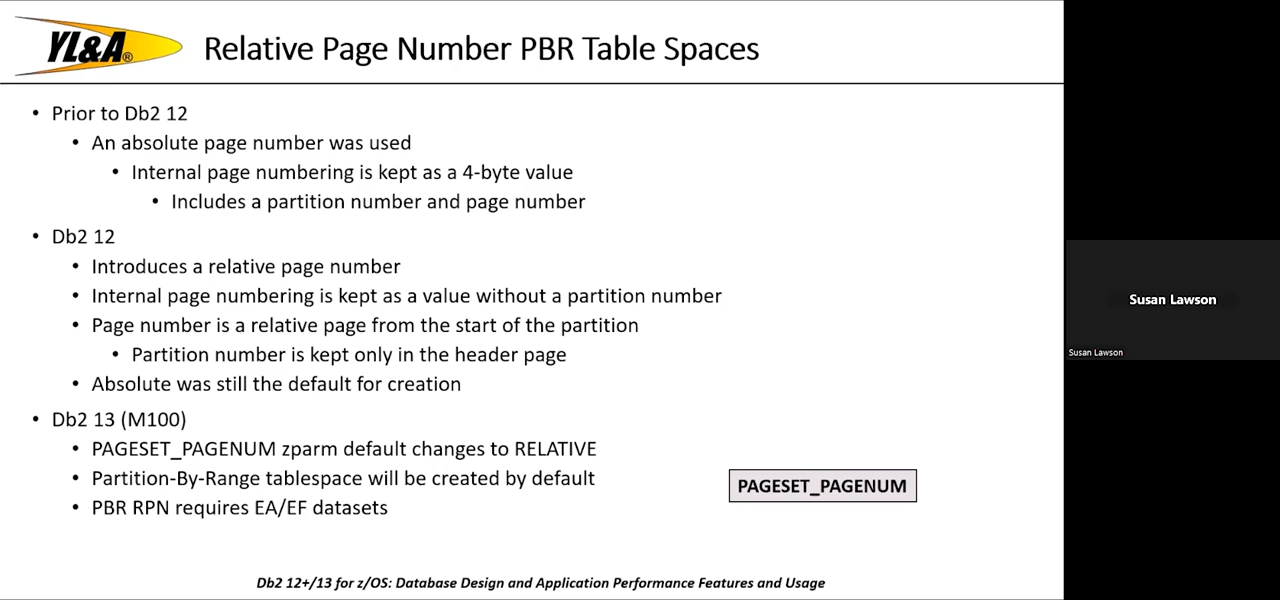 YL&A®
Relative Page Number PBR Table Spaces
• Prior to Db2 12
• An absolute page number was used
• Internal page numbering is kept as a 4-byte value
• Includes a partition number and page number
• Db2 12
• Introduces a relative page number
• Internal page numbering is kept as a value without a partition number
• Page number is a relative page from the start of the partition
• Partition number is kept only in the header page
• Absolute was still the default for creation
• Db2 13 (M100)
• PAGESET_PAGENUM zparm default changes to RELATIVE
• Partition-By-Range tablespace will be created by default
• PBR RPN requires EA/EF datasets
PAGESET_PAGENUM
Db2 12+/13 for z/OS: Database Design and Application Performance Features and Usage
Susan Lawson
Susan Lawson